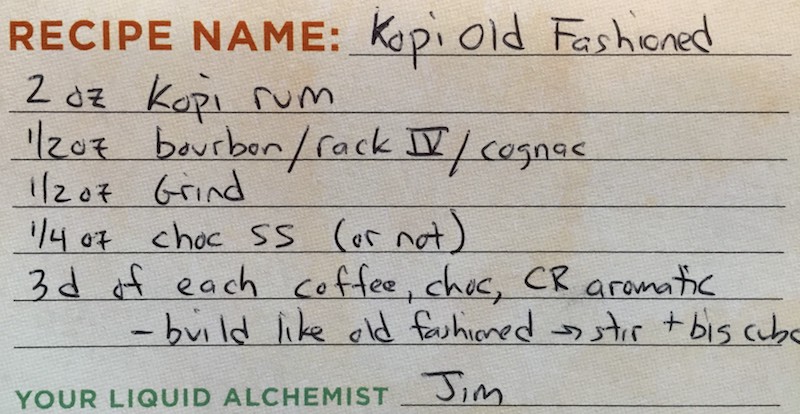 RECIPE NAME: Kopi Old Fashioned
2 oz Kopi rum
1/2 oz bourbon/rack IV/cognac
1/2 oz Grind
1/4 oz choc SS (or not)
3 d of each coffee, choc, CR aromatic
- build like old fashioned → stir + big cube
YOUR LIQUID ALCHEMIST Jim